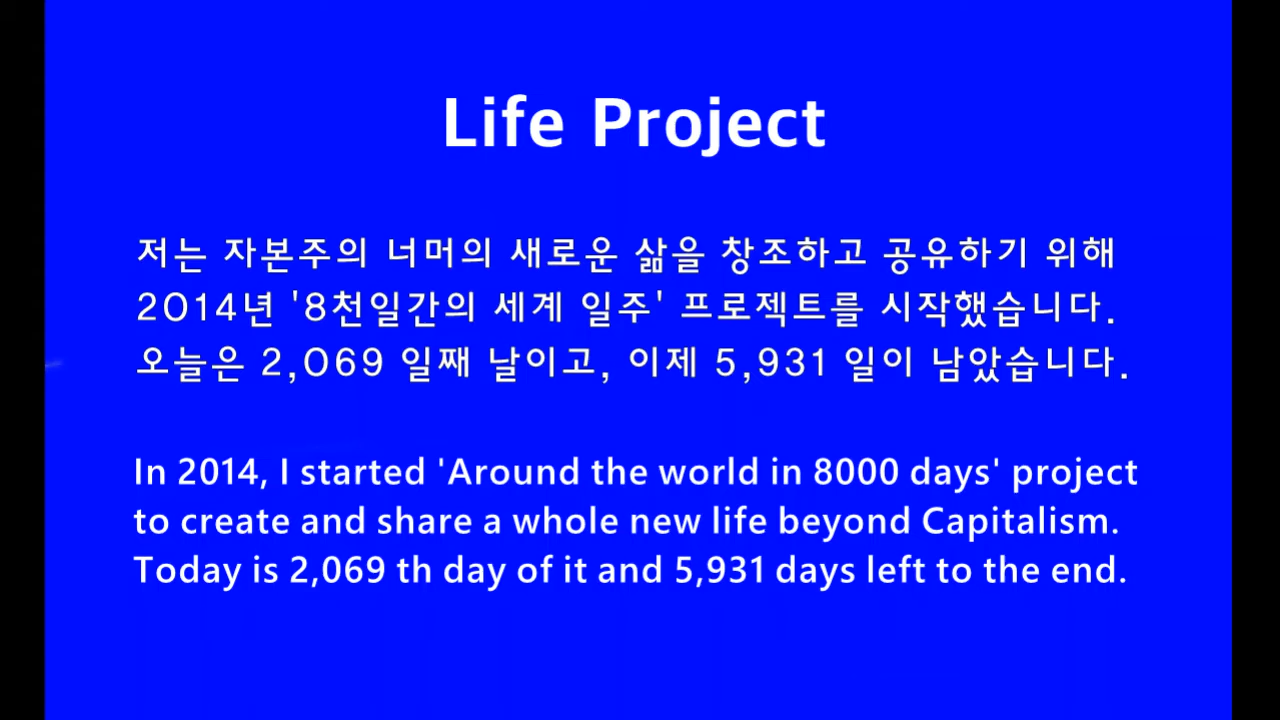 Life Project
저는 자본주의 너머의 새로운 삶을 창조하고 공유하기 위해
2014년 '8천일간의 세계 일주' 프로젝트를 시작했습니다.
오늘은 2,069 일째 날이고, 이제 5,931 일이 남았습니다.
In 2014, I started 'Around the world in 8000 days' project
to create and share a whole new life beyond Capitalism.
Today is 2,069 th day of it and 5,931 days left to the end.